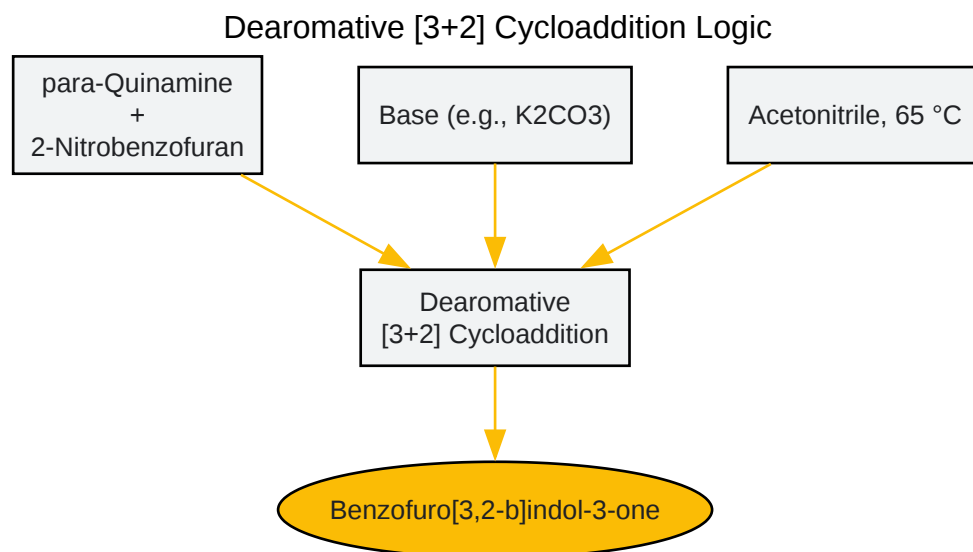 Dearomative [3+2] Cycloaddition Logic
para-Quinamine
+
2-Nitrobenzofuran
Base (e.g., K2CO3)
Acetonitrile, 65 °C
Dearomative
[3+2] Cycloaddition
Benzofuro[3,2-b]indol-3-one